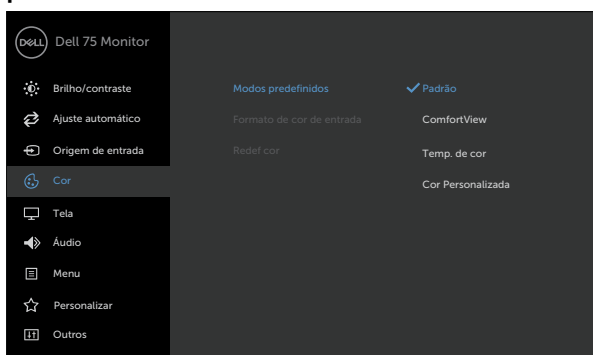 DELL Dell 75 Monitor
Brilho/contraste
Ajuste automático
Origem de entrada
Cor
Tela
Áudio
Menu
Personalizar
Outros
Modos predefinidos
Formato de cor de entrada
Redef cor
Padrão
ComfortView
Temp. de cor
Cor Personalizada